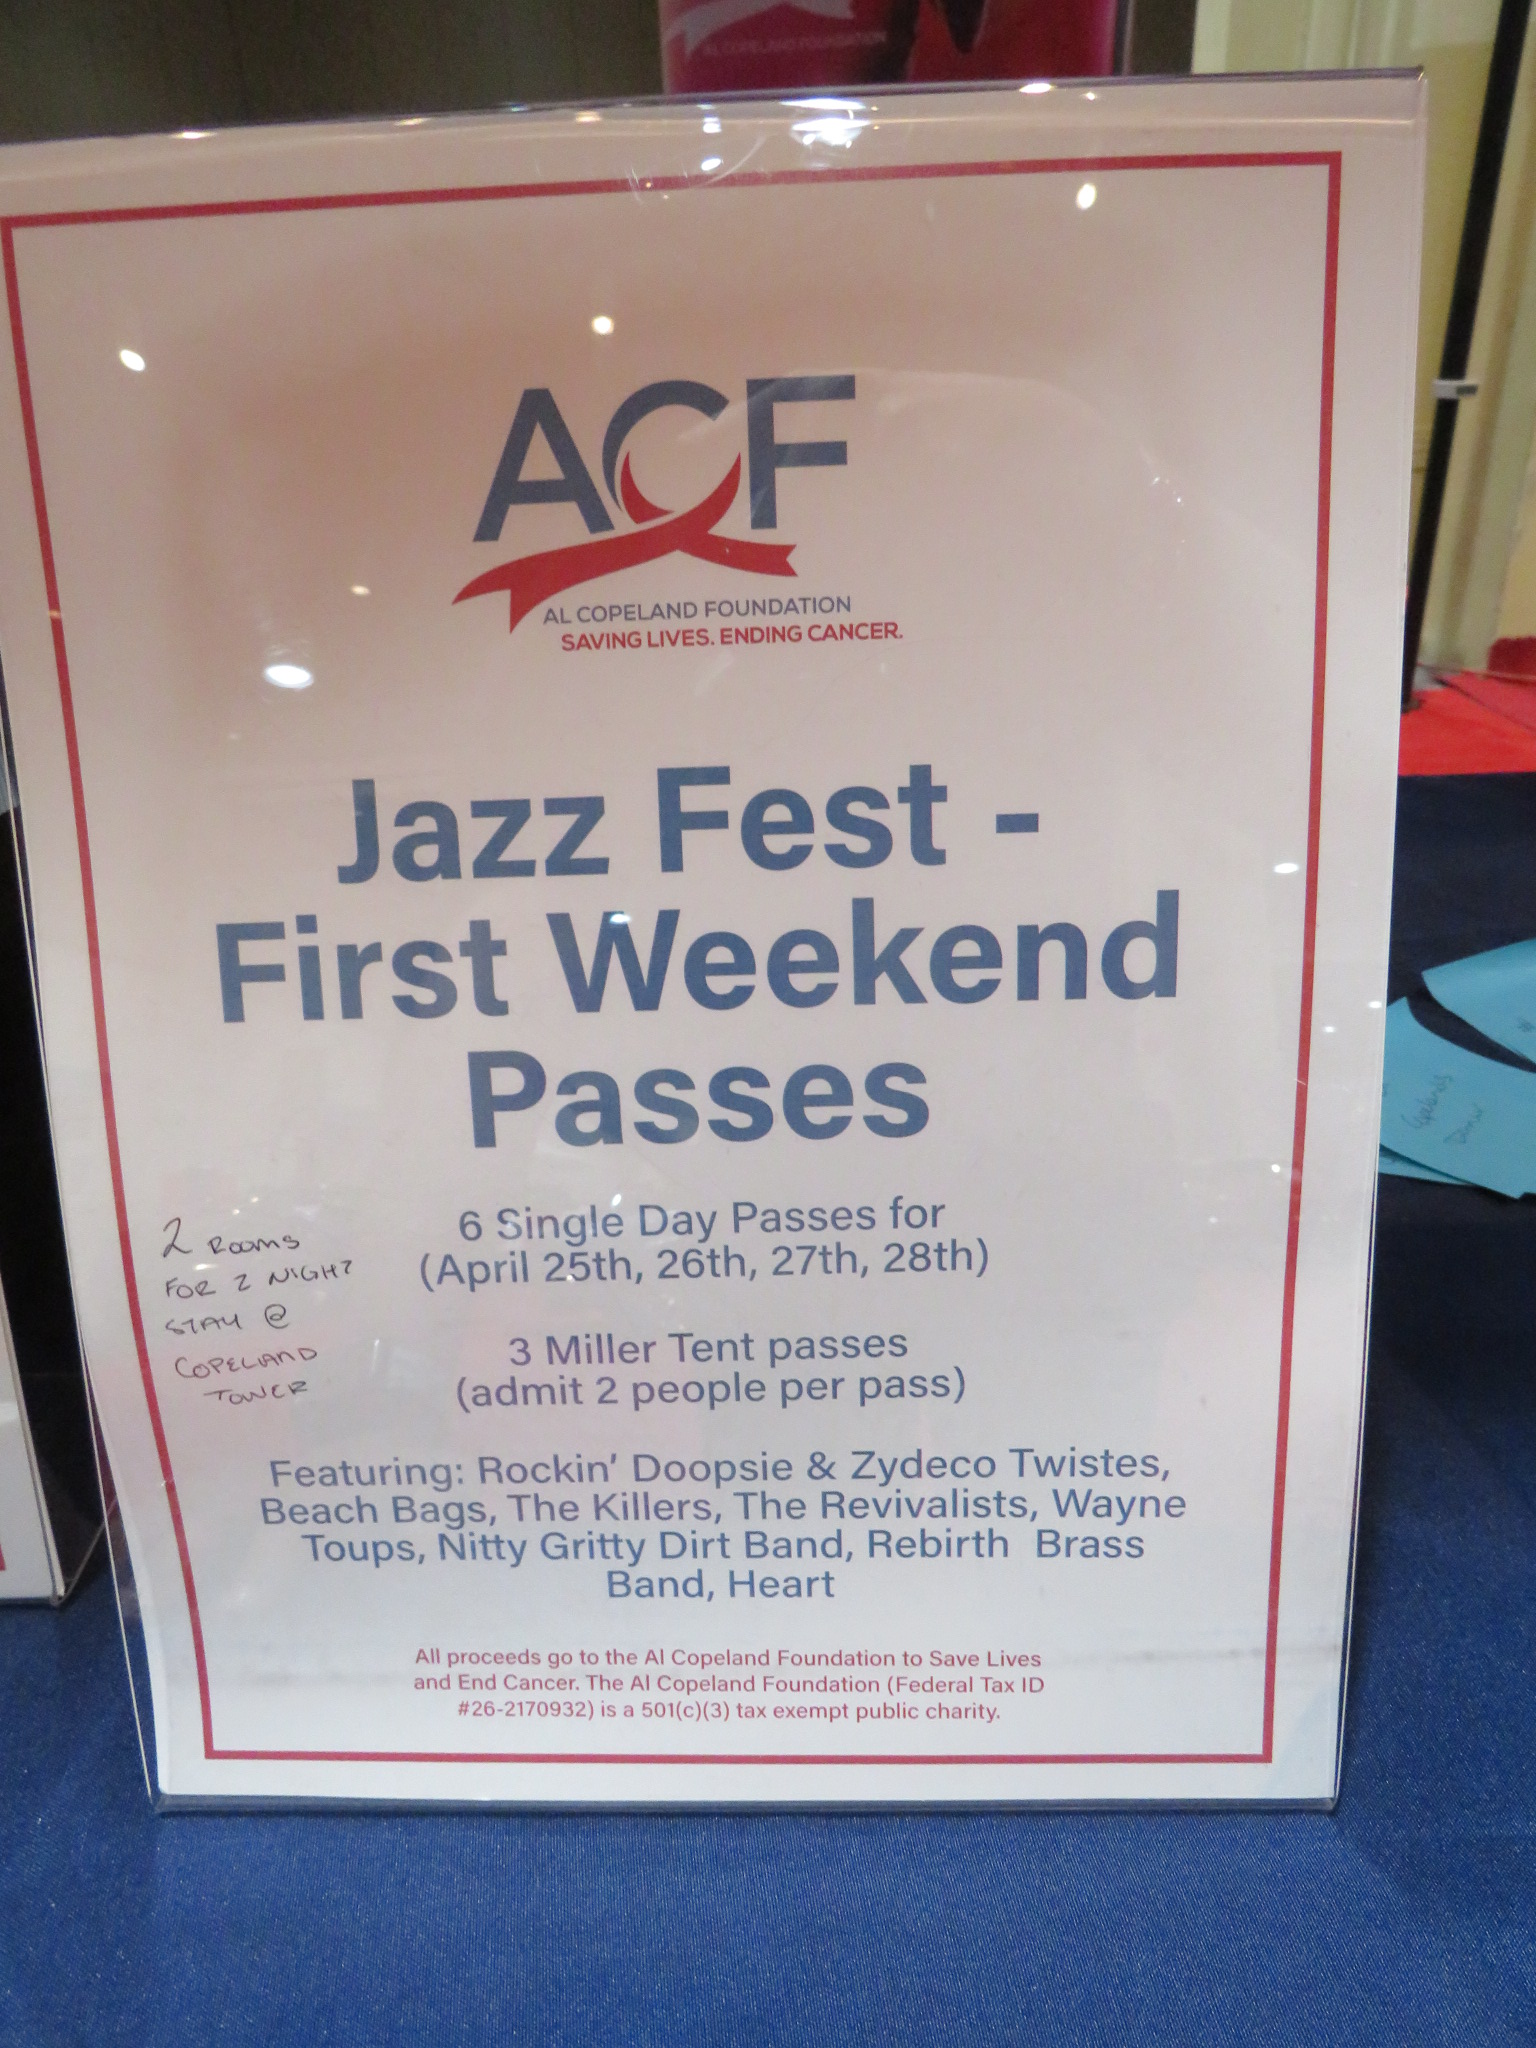 AL COPELAND FOUNDATION
ACF
AL COPELAND FOUNDATION
SAVING LIVES. ENDING CANCER.
Jazz Fest -
First Weekend
Passes
6 Single Day Passes for
(April 25th, 26th, 27th, 28th)
3 Miller Tent passes
(admit 2 people per pass)
2 ROOMS
FOR 2 NIGHT
STAY @
COPELAND
TOWER
Featuring: Rockin' Doopsie & Zydeco Twistes,
Beach Bags, The Killers, The Revivalists, Wayne
Toups, Nitty Gritty Dirt Band, Rebirth Brass
Band, Heart
All proceeds go to the Al Copeland Foundation to Save Lives
and End Cancer. The Al Copeland Foundation (Federal Tax ID
#26-2170932) is a 501(c)(3) tax exempt public charity.